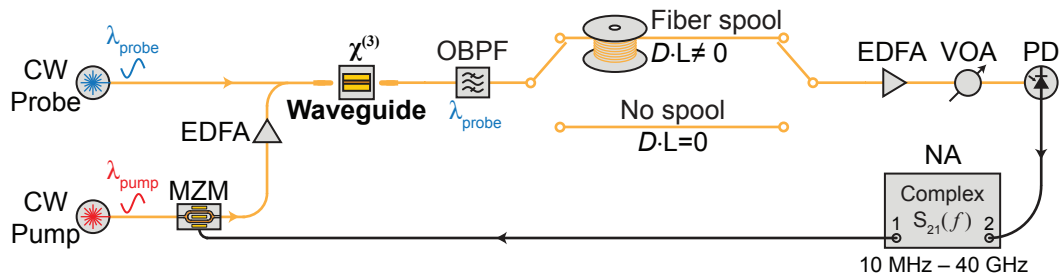 λprobe
CW
Probe
χ(3)
Waveguide
OBPF
λprobe
Fiber spool
D·L≠ 0
No spool
D·L=0
EDFA
VOA
PD
EDFA
λpump
CW
Pump
MZM
NA
Complex
S21(f)
1
2
10 MHz – 40 GHz